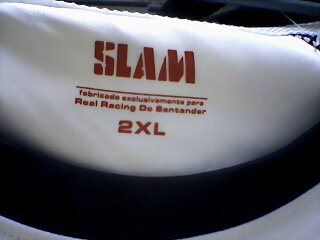 SLAM
fabricado exclusivamente para
Real Racing De Santander
2XL